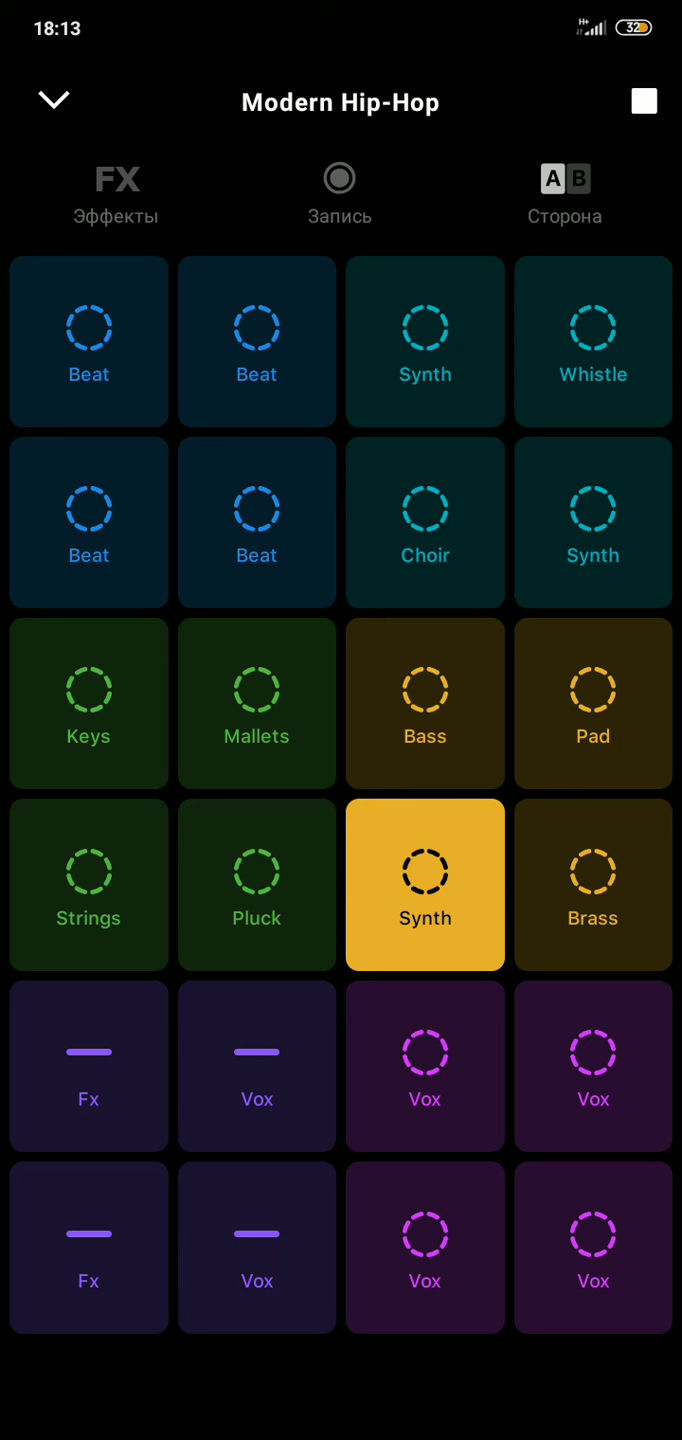 18:13
H+
32
Modern Hip-Hop
FX
A B
Эффекты
Запись
Сторона
Beat
Beat
Synth
Whistle
Beat
Beat
Choir
Synth
Keys
Mallets
Bass
Pad
Strings
Pluck
Synth
Brass
Fx
Vox
Vox
Vox
Fx
Vox
Vox
Vox